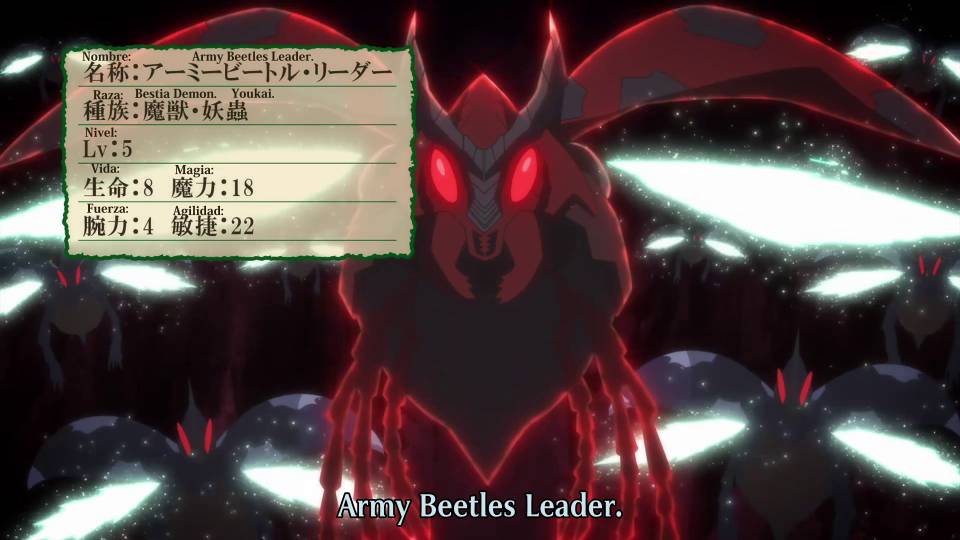 Nombre: Army Beetles Leader.
名称:アーミービートル・リーダー
Raza: Bestia Demon. Youkai.
種族:魔獣・妖蟲
Nivel:
Lv:5
Vida: Magia:
生命:8 魔力:18
Fuerza: Agilidad:
腕力:4 敏捷:22
Army Beetles Leader.